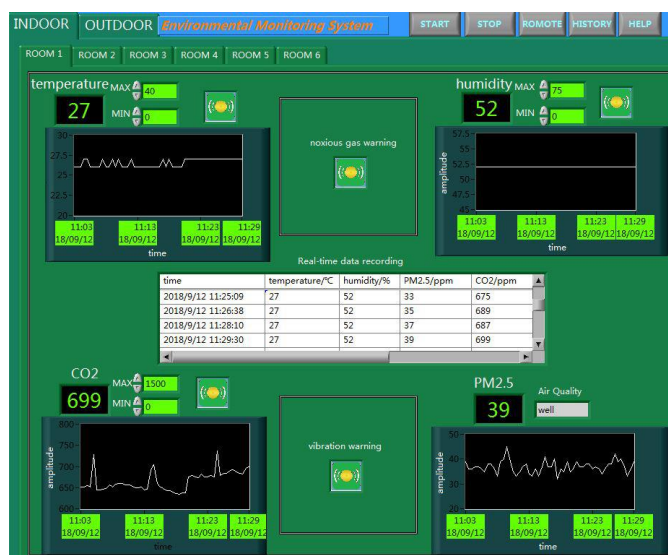 INDOOR OUTDOOR Environmental Monitoring System START STOP ROMOTE HISTORY HELP
ROOM 1 ROOM 2 ROOM 3 ROOM 4 ROOM 5 ROOM 6
temperature MAX 40
27 MIN 0
30
27.5
25
22.5
20
11:03 11:13 11:23 11:29
18/09/12 18/09/12 18/09/12 18/09/12
time
noxious gas warning
humidity MAX 75
52 MIN 0
amplitude
57.5
55
52.5
50
47.5
45
11:03 11:13 11:23 11:29
18/09/12 18/09/12 18/09/12 18/09/12
time
Real-time data recording
time temperature/℃ humidity/% PM2.5/ppm CO2/ppm
2018/9/12 11:25:09 27 52 33 675
2018/9/12 11:26:38 27 52 35 689
2018/9/12 11:28:10 27 52 37 687
2018/9/12 11:29:30 27 52 39 699
CO2
MAX 1500
699 MIN 0
amplitude
800
750
700
650
600
11:03 11:13 11:23 11:29
18/09/12 18/09/12 18/09/12 18/09/12
time
vibration warning
PM2.5
39
Air Quality
well
amplitude
50
40
30
20
11:03 11:13 11:23 11:29
18/09/12 18/09/12 18/09/12 18/09/12
time